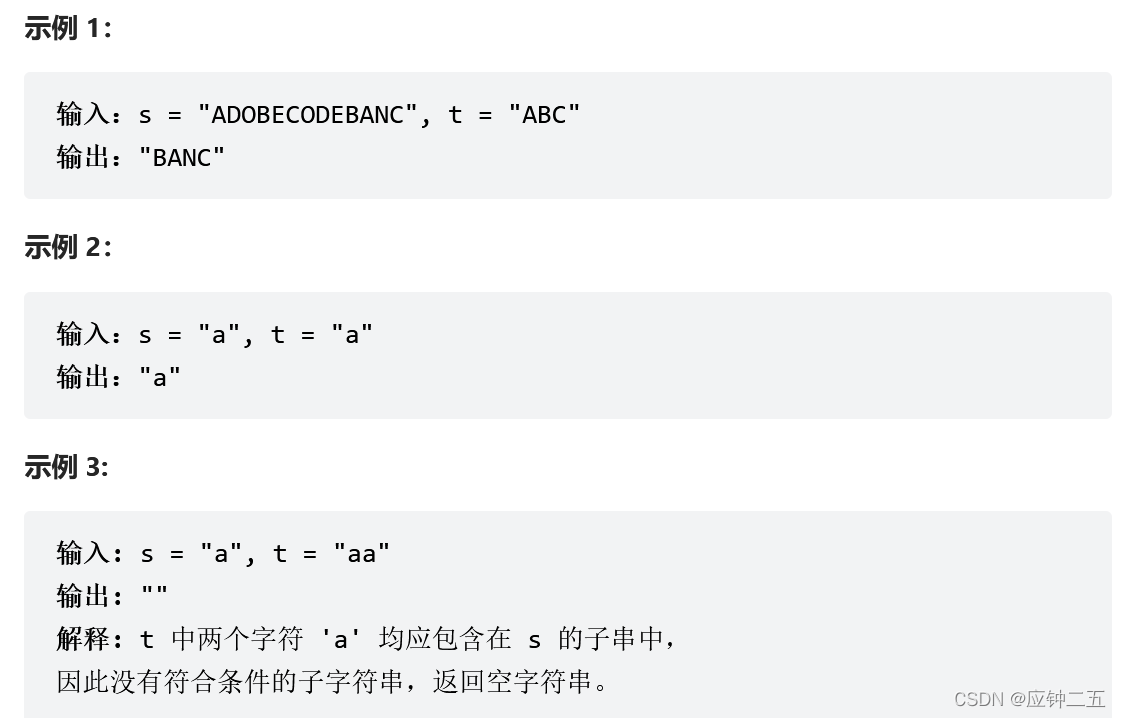 示例 1：
输入：s = "ADOBECODEBANC", t = "ABC"
输出："BANC"
示例 2：
输入：s = "a", t = "a"
输出："a"
示例 3:
输入: s = "a", t = "aa"
输出: ""
解释: t 中两个字符 'a' 均应包含在 s 的子串中，
因此没有符合条件的子字符串，返回空字符串。
CSDN @应钟二五